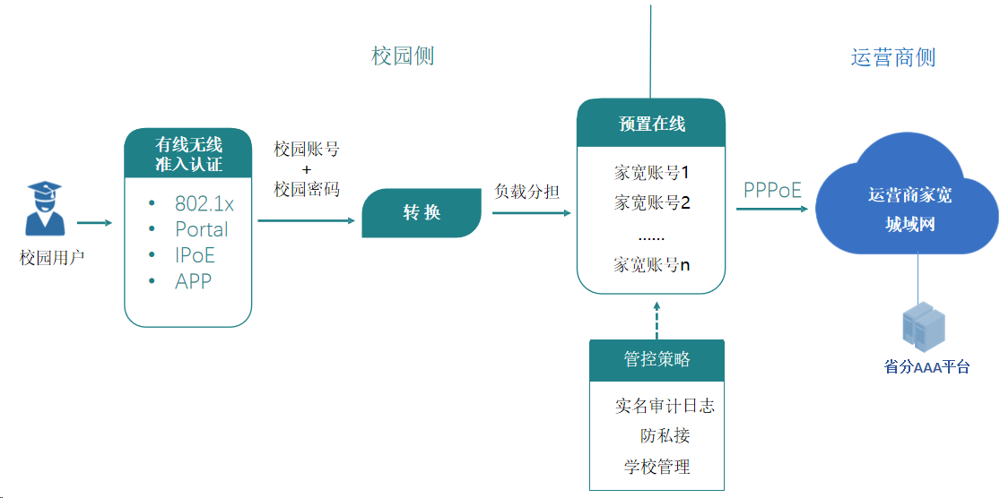 校园侧
运营商侧
校园用户
有线无线
准入认证
• 802.1x
• Portal
• IPoE
• APP
校园账号
+
校园密码
转 换
负载分担
预置在线
家宽账号1
家宽账号2
……
家宽账号n
PPPoE
运营商家宽
城域网
省分AAA平台
管控策略
实名审计日志
防私接
学校管理